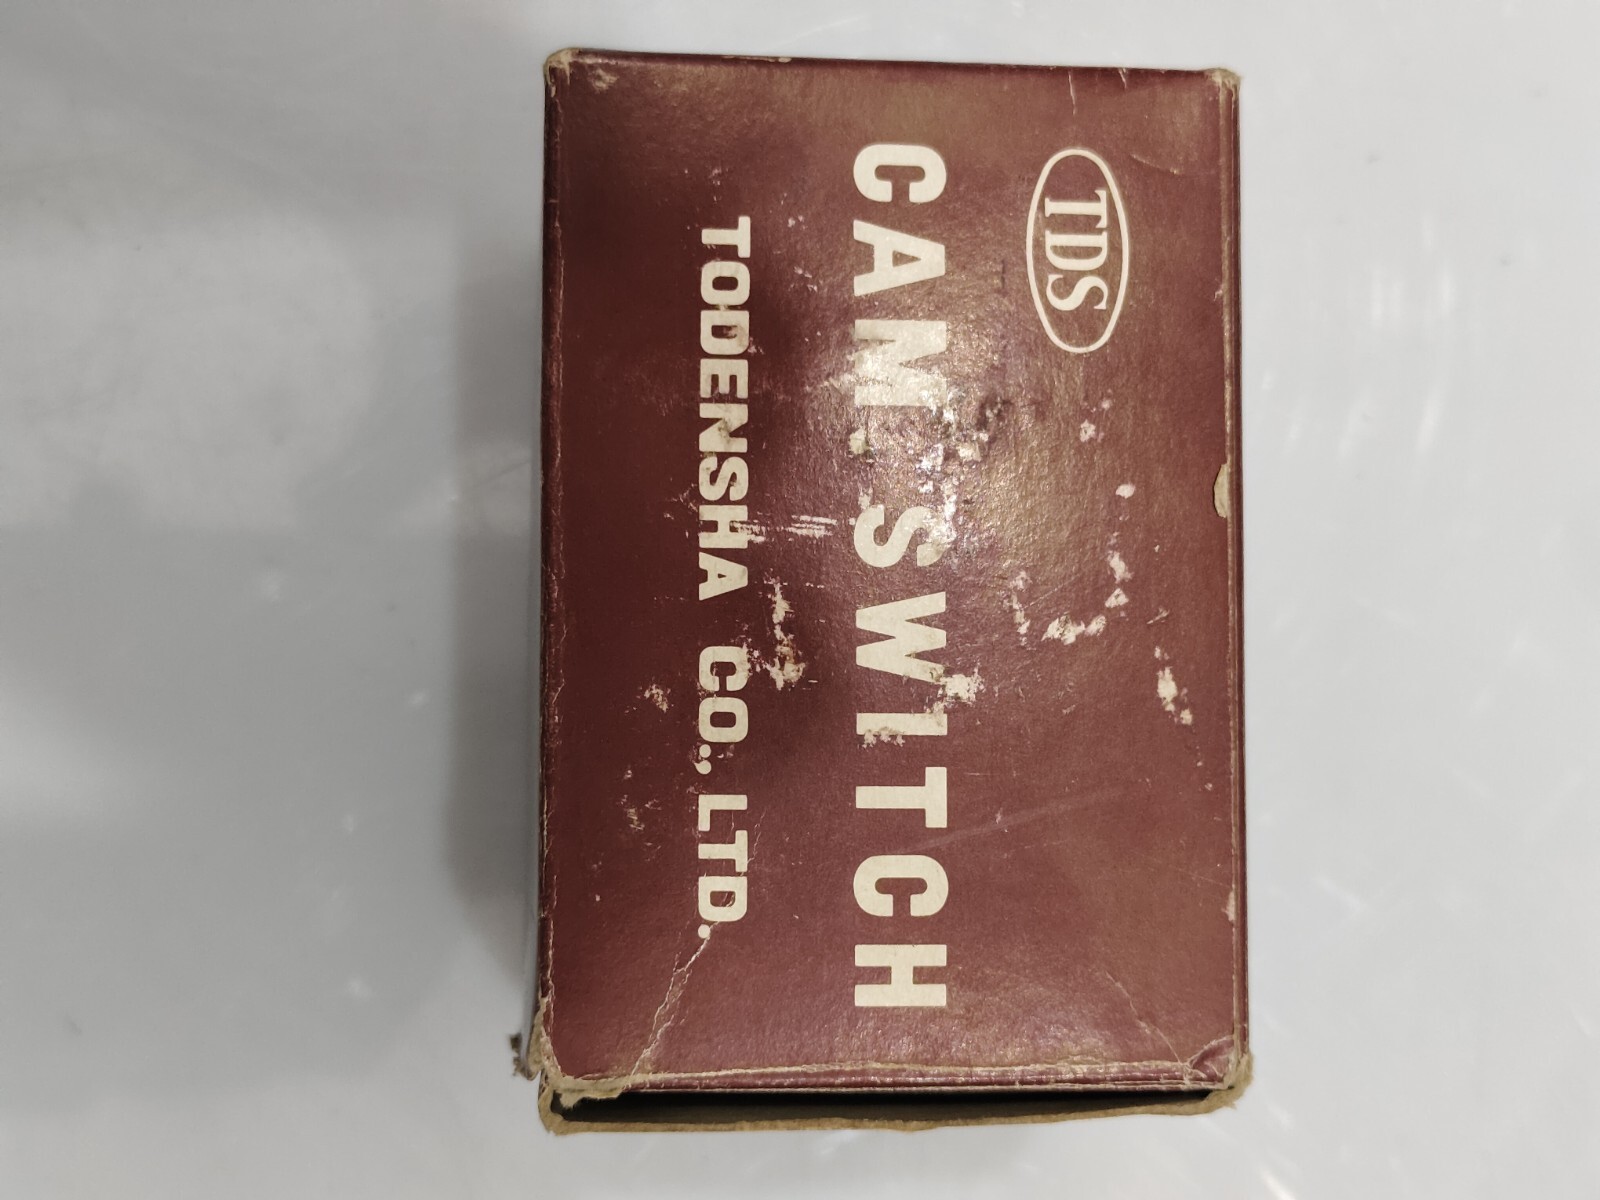 TDS
CAM.SWITCH
TODENSHA CO., LTD.